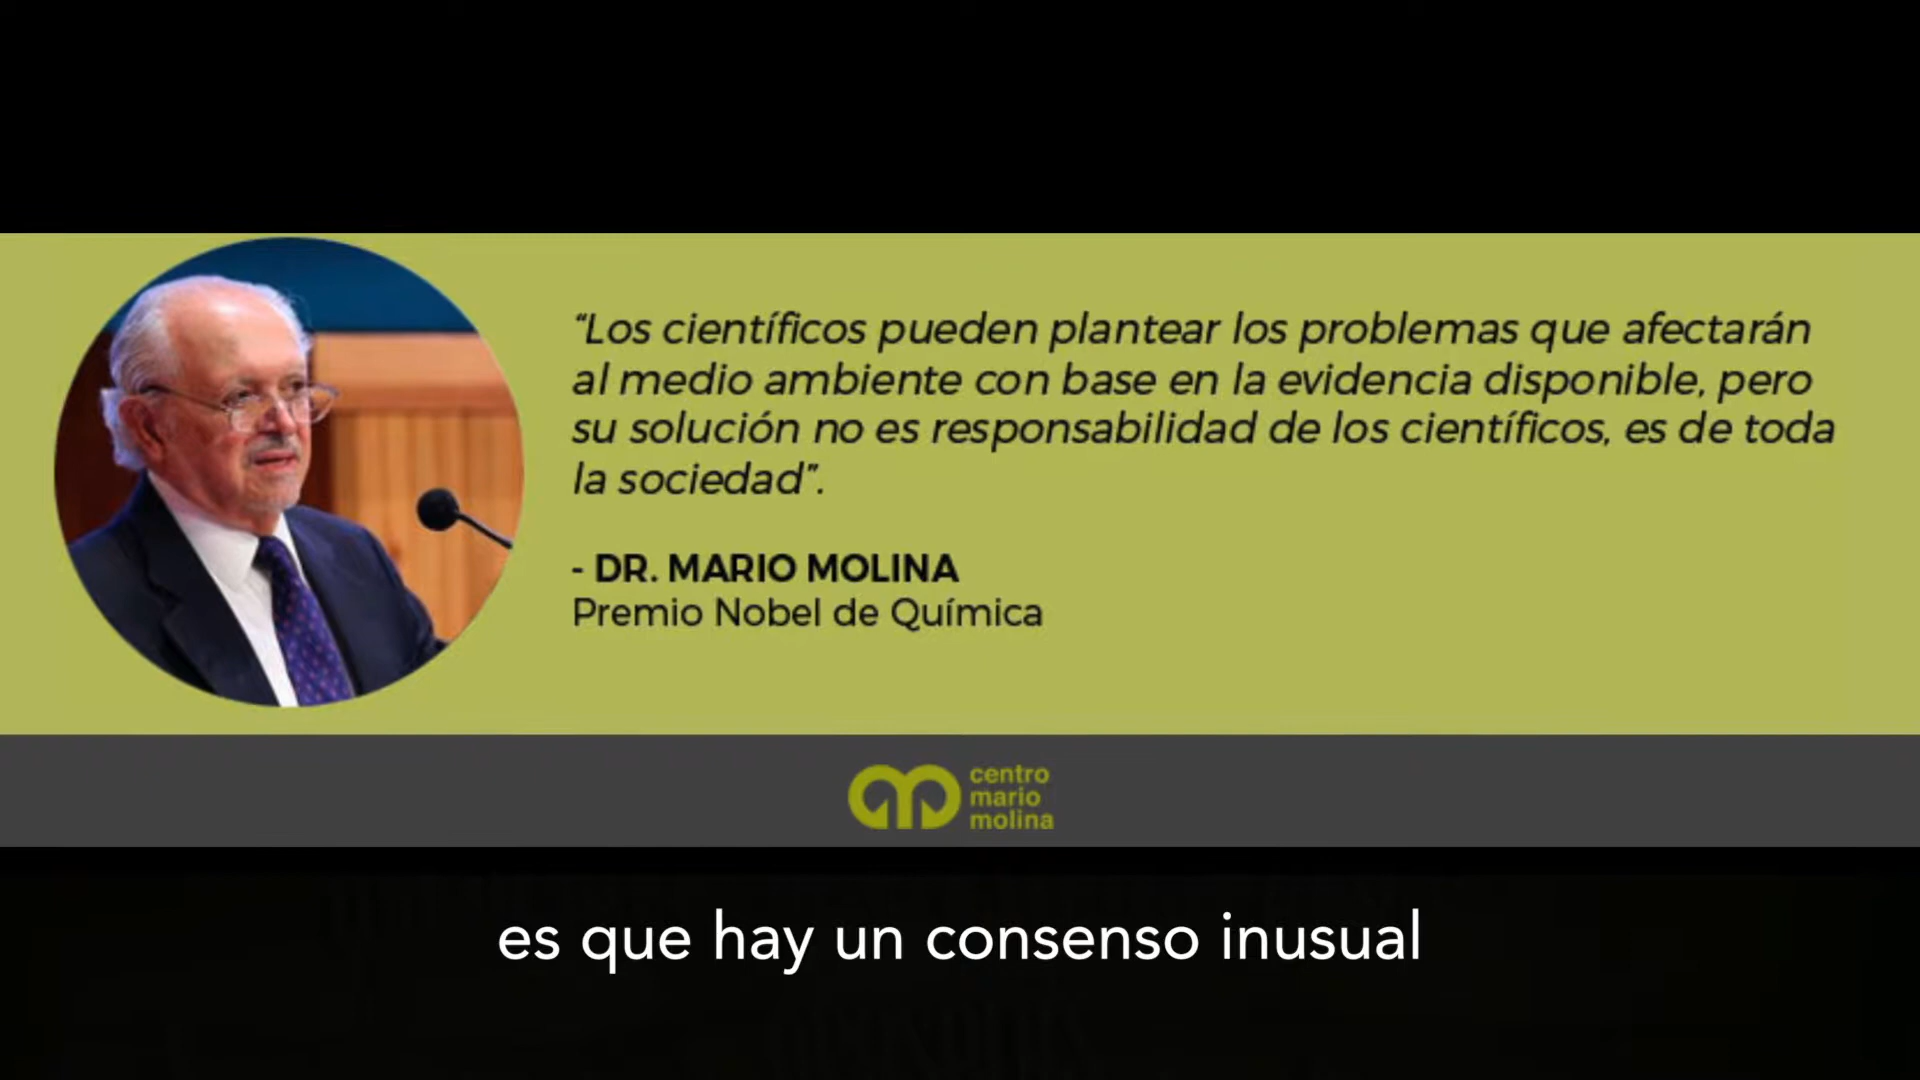 “Los científicos pueden plantear los problemas que afectarán
al medio ambiente con base en la evidencia disponible, pero
su solución no es responsabilidad de los científicos, es de toda
la sociedad”.
- DR. MARIO MOLINA
Premio Nobel de Química
centro
mario
molina
es que hay un consenso inusual